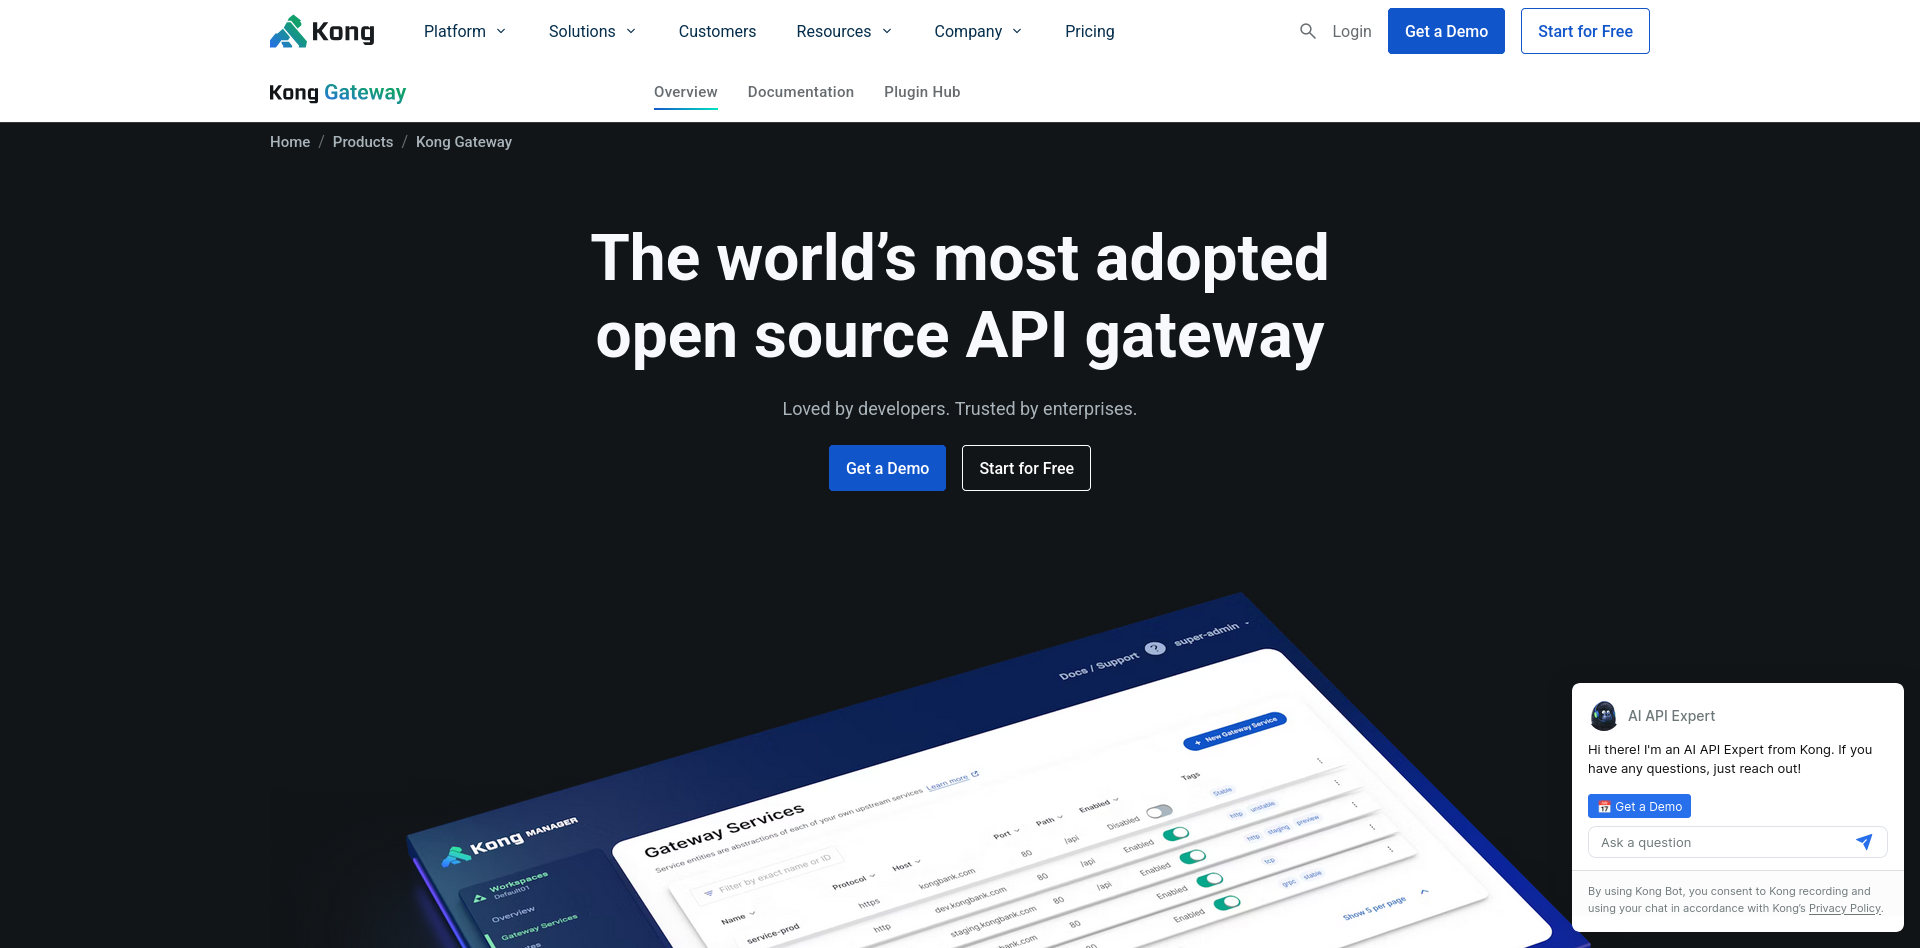 Kong
Platform
Solutions
Customers
Resources
Company
Pricing
Login
Get a Demo
Start for Free
Kong Gateway
Overview
Documentation
Plugin Hub
Home / Products / Kong Gateway
The world’s most adopted
open source API gateway
Loved by developers. Trusted by enterprises.
Get a Demo
Start for Free
Docs / Support ? super-admin
Kong MANAGER
Workspaces
Default01
Overview
Gateway Services
Gateway Services
Service entities are abstractions of each of your own upstream services Learn more
+ New Gateway Service
Filter by exact name or ID
Name Protocol Host Port Path Enabled Tags
service-prod https kongbank.com 80 /api Disabled Stable
http dev.kongbank.com 80 /api Enabled http unstable
staging.kongbank.com 80 /api Enabled http staging preview
80 Enabled tcp
Enabled grpc stable
Show 5 per page
AI API Expert
Hi there! I'm an AI API Expert from Kong. If you
have any questions, just reach out!
📅 Get a Demo
Ask a question
By using Kong Bot, you consent to Kong recording and
using your chat in accordance with Kong’s Privacy Policy.